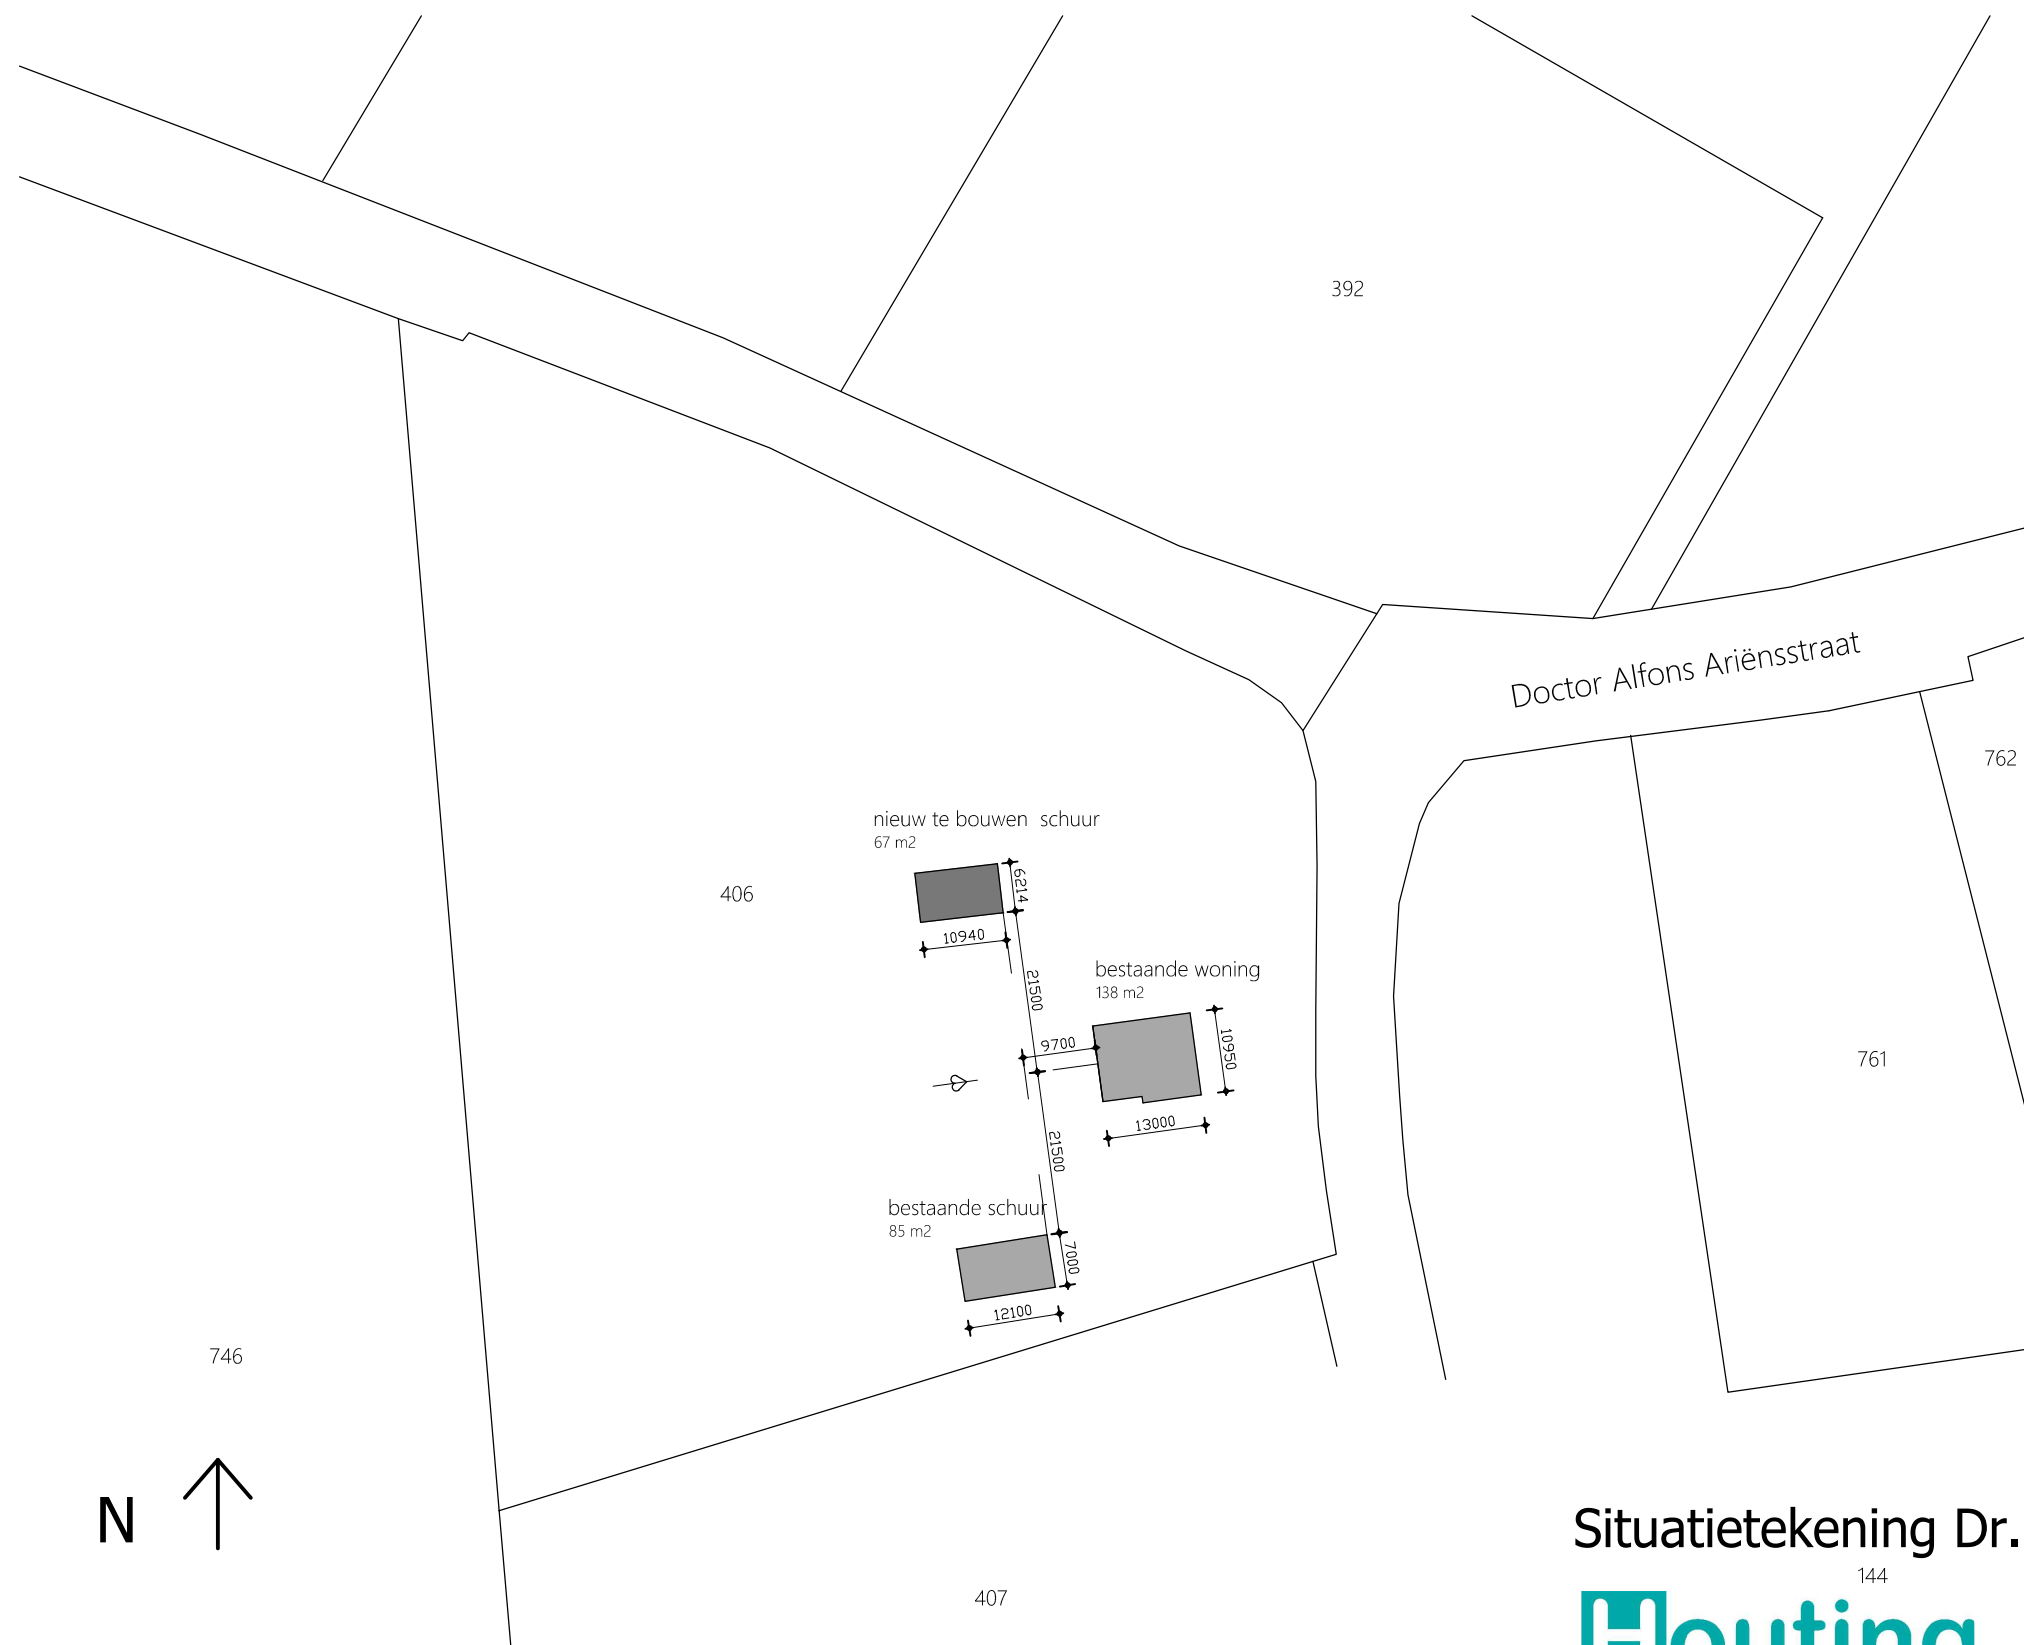 392
Doctor Alfons Ariënsstraat
762
nieuw te bouwen schuur
67 m2
6214
406
10940
21500
bestaande woning
138 m2
9700
10950
761
13000
21500
bestaande schuur
85 m2
7000
12100
746
N
Situatietekening Dr.
144
407
Houting